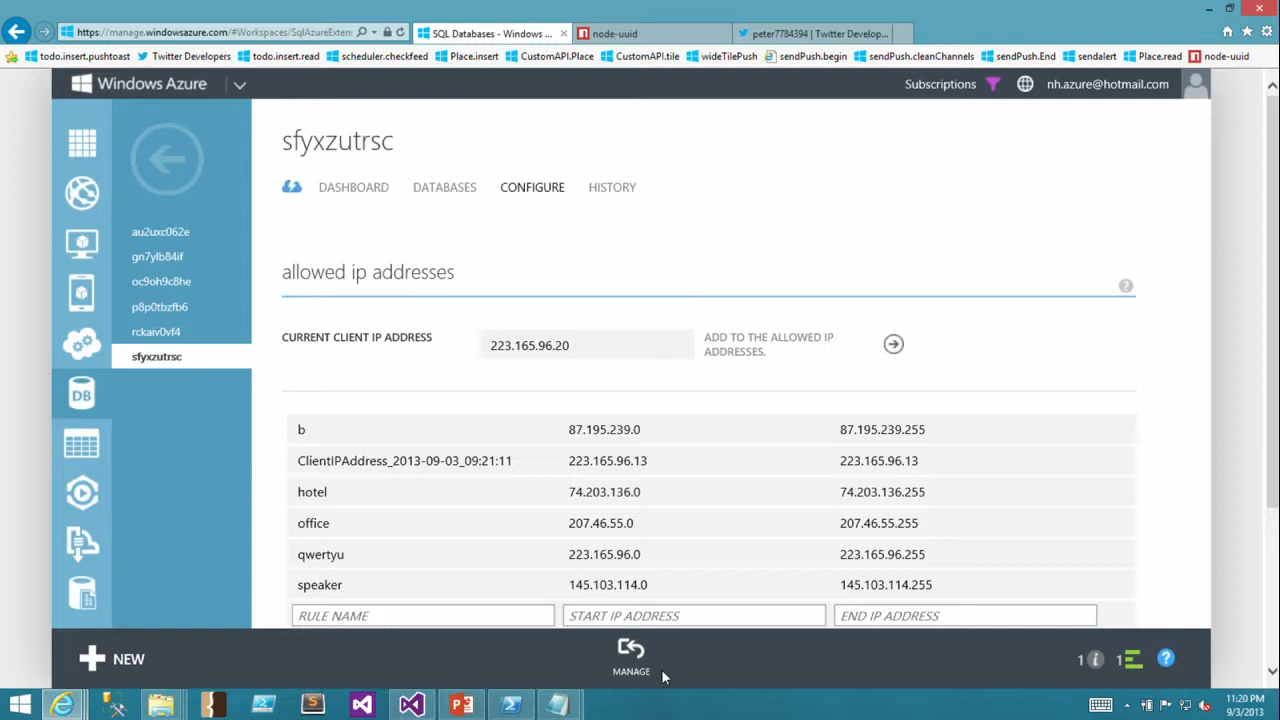 https://manage.windowsazure.com/#Workspaces/SqlAzureExtens
SQL Databases - Windows ...
node-uuid
peter7784394 | Twitter Develop...
todo.insert.pushtoast
Twitter Developers
todo.insert.read
scheduler.checkfeed
Place.insert
CustomAPI.Place
CustomAPI.tile
wideTilePush
sendPush.begin
sendPush.cleanChannels
sendPush.End
sendalert
Place.read
node-uuid
Windows Azure
Subscriptions
nh.azure@hotmail.com
sfyxzutrsc
DASHBOARD DATABASES CONFIGURE HISTORY
au2uxc062e
gn7ylb84if
oc9oh9c8he
p8p0tbzfb6
rckaiv0vf4
sfyxzutrsc
DB
allowed ip addresses
?
CURRENT CLIENT IP ADDRESS
223.165.96.20
ADD TO THE ALLOWED IP
ADDRESSES.
b 87.195.239.0 87.195.239.255
ClientIPAddress_2013-09-03_09:21:11 223.165.96.13 223.165.96.13
hotel 74.203.136.0 74.203.136.255
office 207.46.55.0 207.46.55.255
qwertyu 223.165.96.0 223.165.96.255
speaker 145.103.114.0 145.103.114.255
RULE NAME START IP ADDRESS END IP ADDRESS
NEW
MANAGE
1 i 1 ?
11:20 PM
9/3/2013